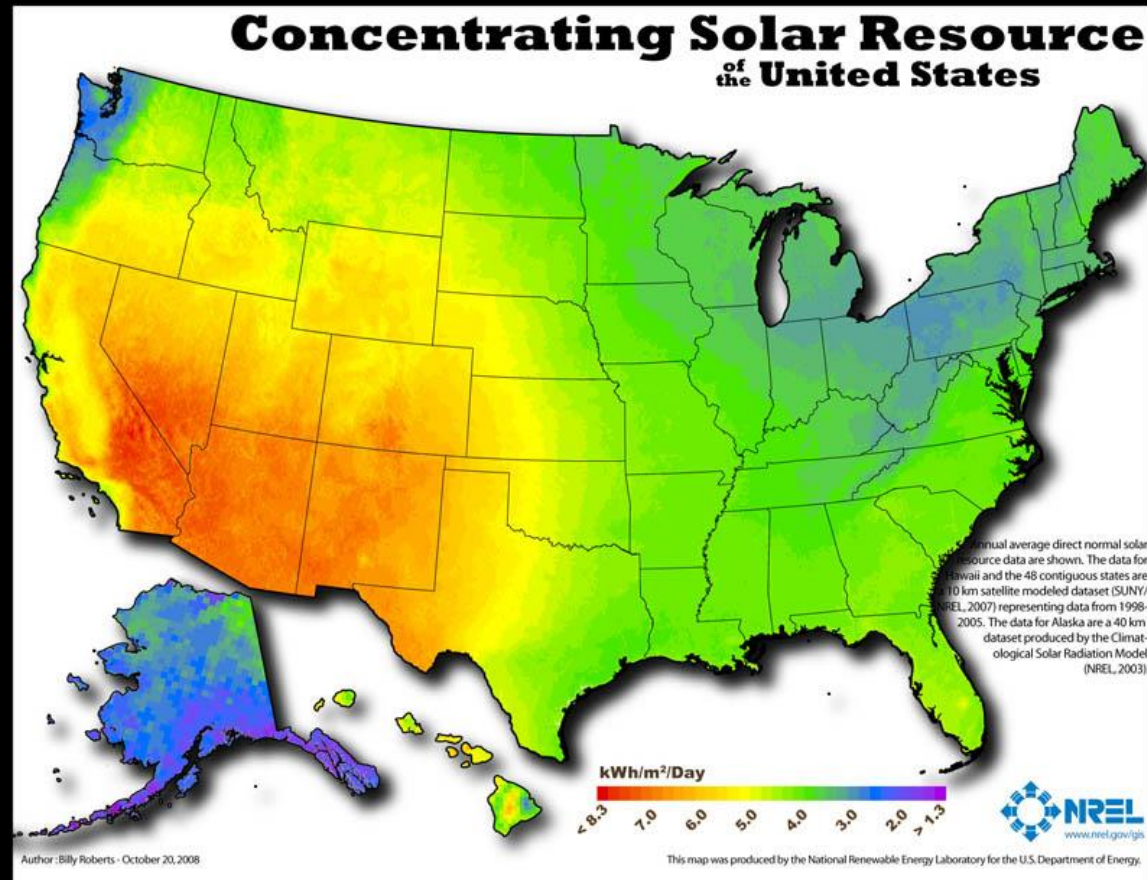 Concentrating Solar Resource
of the United States
Annual average direct normal solar
resource data are shown. The data for
Hawaii and the 48 contiguous states are
a 10 km satellite modeled dataset (SUNY/
NREL, 2007) representing data from 1998-
2005. The data for Alaska are a 40 km
dataset produced by the Climat-
ological Solar Radiation Model
(NREL, 2003)
kWh/m²/Day
< 8.3 7.0 6.0 5.0 4.0 3.0 2.0 > 1.3
NREL
www.nrel.gov/gis
Author : Billy Roberts - October 20, 2008
This map was produced by the National Renewable Energy Laboratory for the U.S. Department of Energy.